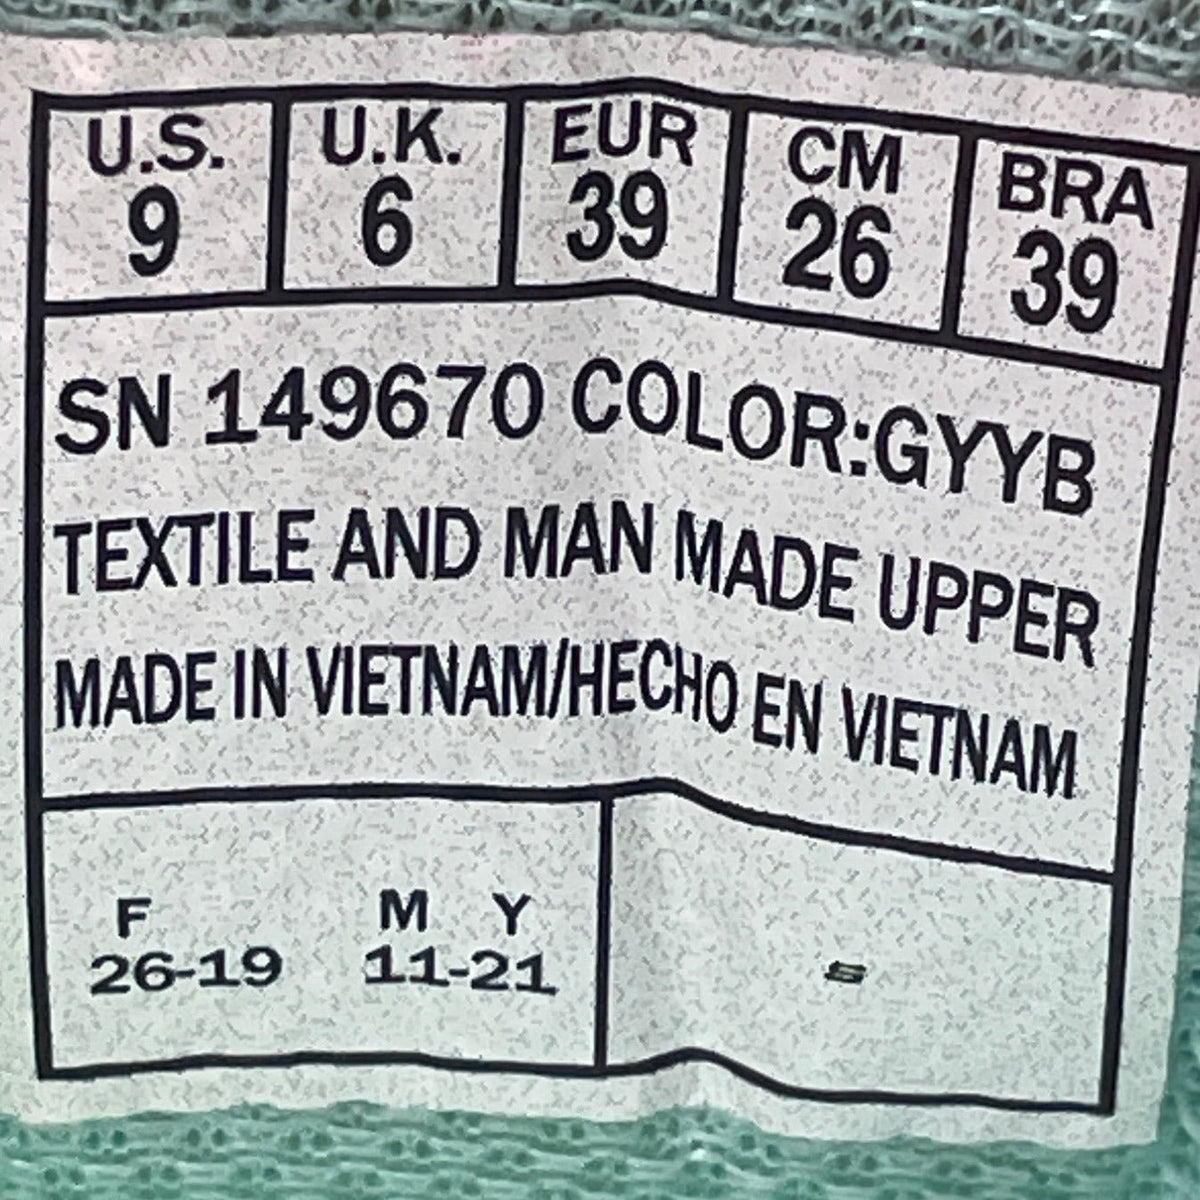 U.S. U.K. EUR CM BRA
9 6 39 26 39
SN 149670 COLOR:GYYB
TEXTILE AND MAN MADE UPPER
MADE IN VIETNAM/HECHO EN VIETNAM
F M Y
26-19 11-21